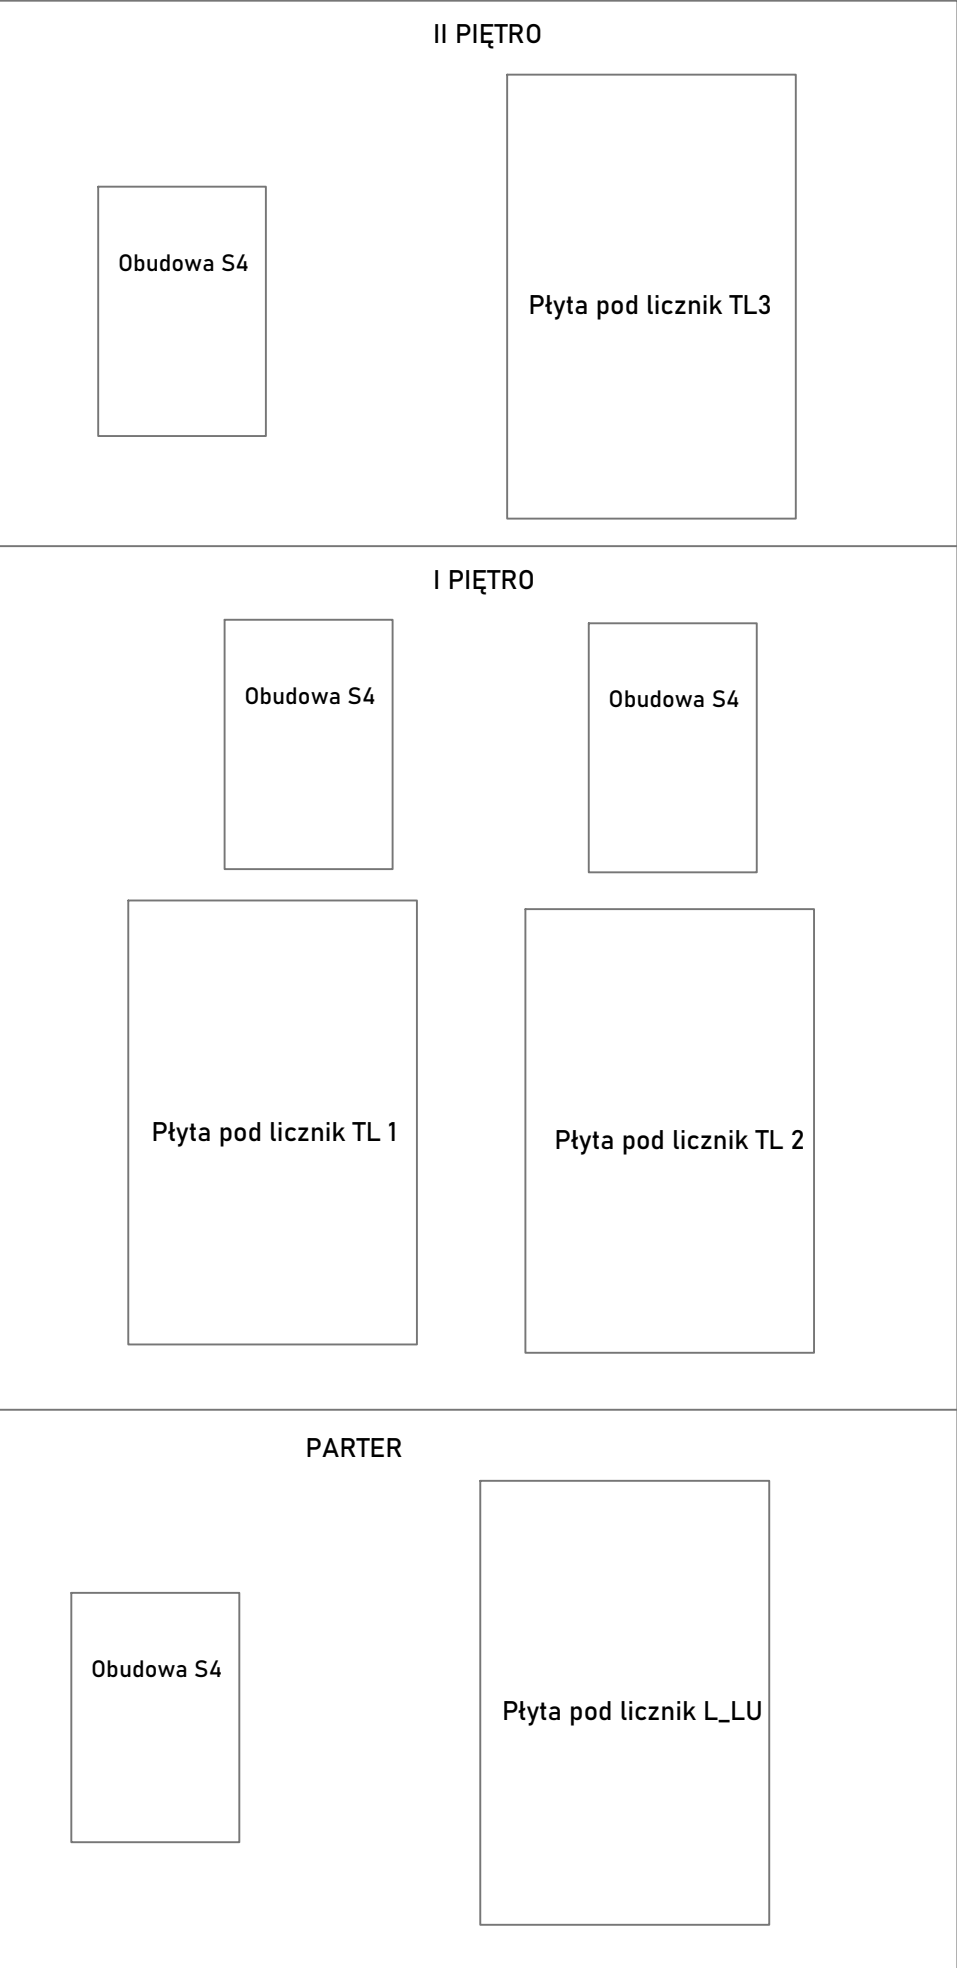 II PIĘTRO
Obudowa S4
Płyta pod licznik TL3
I PIĘTRO
Obudowa S4
Obudowa S4
Płyta pod licznik TL 1
Płyta pod licznik TL 2
PARTER
Obudowa S4
Płyta pod licznik L_LU